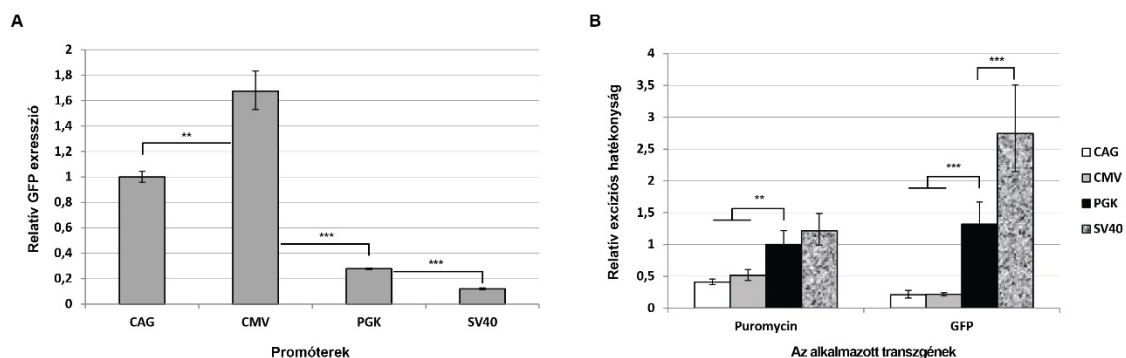 A
Relatív GFP exresszió
2
1,8
1,6
1,4
1,2
1
0,8
0,6
0,4
0,2
0
**
***
***
CAG
CMV
PGK
SV40
Promóterek
B
Relatív excíziós hatékonyság
4
3,5
3
2,5
2
1,5
1
0,5
0
**
***
***
Puromycin
GFP
Az alkalmazott transzgének
CAG
CMV
PGK
SV40